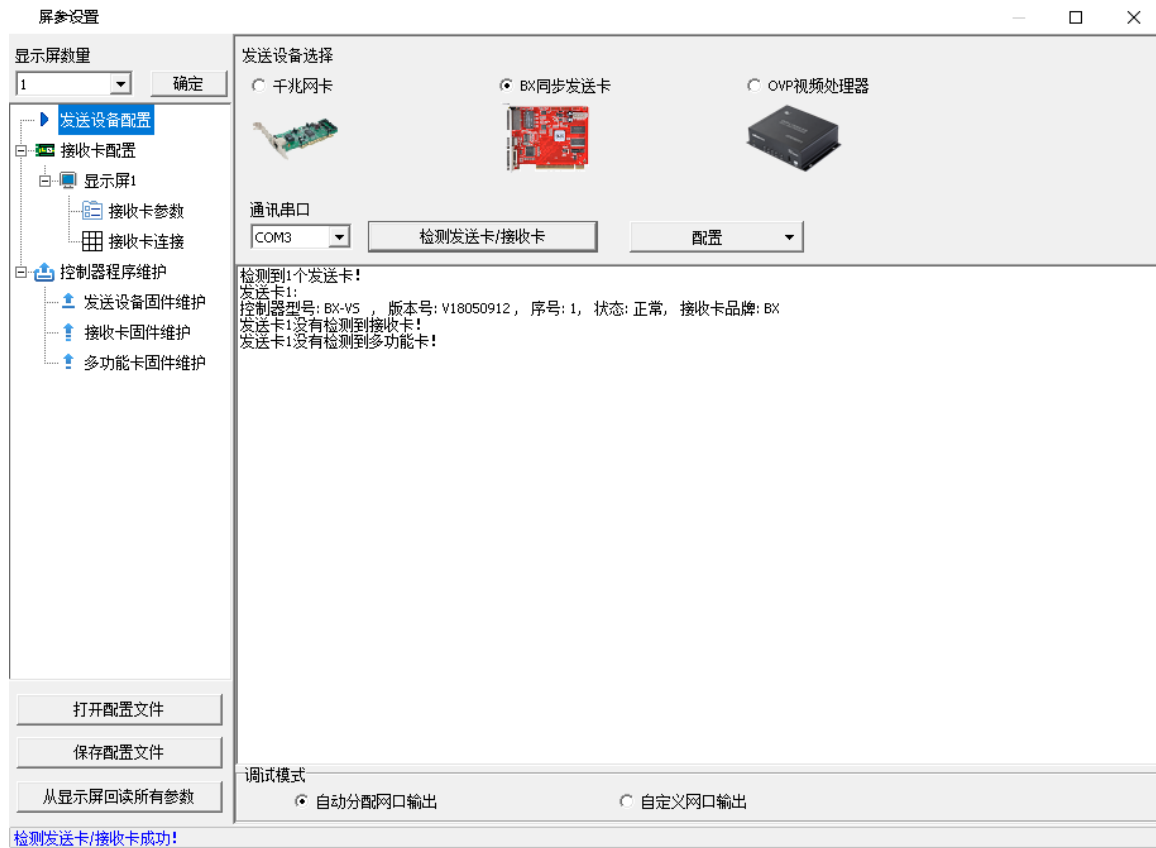 屏参设置
显示屏数量
1
确定
发送设备配置
接收卡配置
显示屏1
接收卡参数
接收卡连接
控制器程序维护
发送设备固件维护
接收卡固件维护
多功能卡固件维护
打开配置文件
保存配置文件
从显示屏回读所有参数
发送设备选择
千兆网卡
BX同步发送卡
OVP视频处理器
通讯串口
COM3
检测发送卡/接收卡
配置
检测到1个发送卡!
发送卡1:
控制器型号:BX-VS ，版本号:V18050912，序号:1，状态:正常，接收卡品牌:BX
发送卡1没有检测到接收卡!
发送卡1没有检测到多功能卡!
调试模式
自动分配网口输出
自定义网口输出
检测发送卡/接收卡成功!